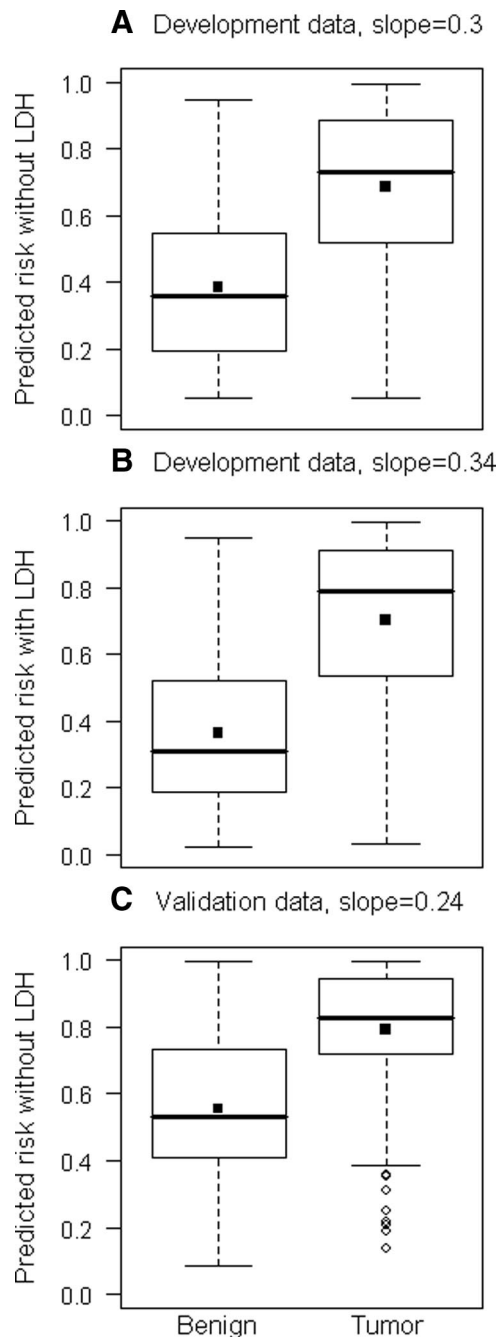 A Development data, slope=0.3
Predicted risk without LDH
1.0
0.8
0.6
0.4
0.2
0.0
B Development data, slope=0.34
Predicted risk with LDH
1.0
0.8
0.6
0.4
0.2
0.0
C Validation data, slope=0.24
Predicted risk without LDH
1.0
0.8
0.6
0.4
0.2
0.0
Benign Tumor